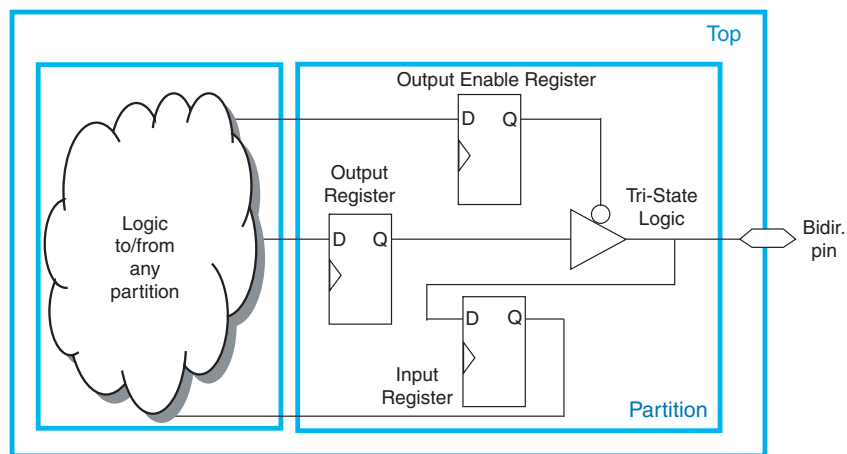 Top
Output Enable Register
D Q
Output
Register
Tri-State
Logic
Logic
to/from
any
partition
D Q
Bidir.
pin
D Q
Input
Register
Partition